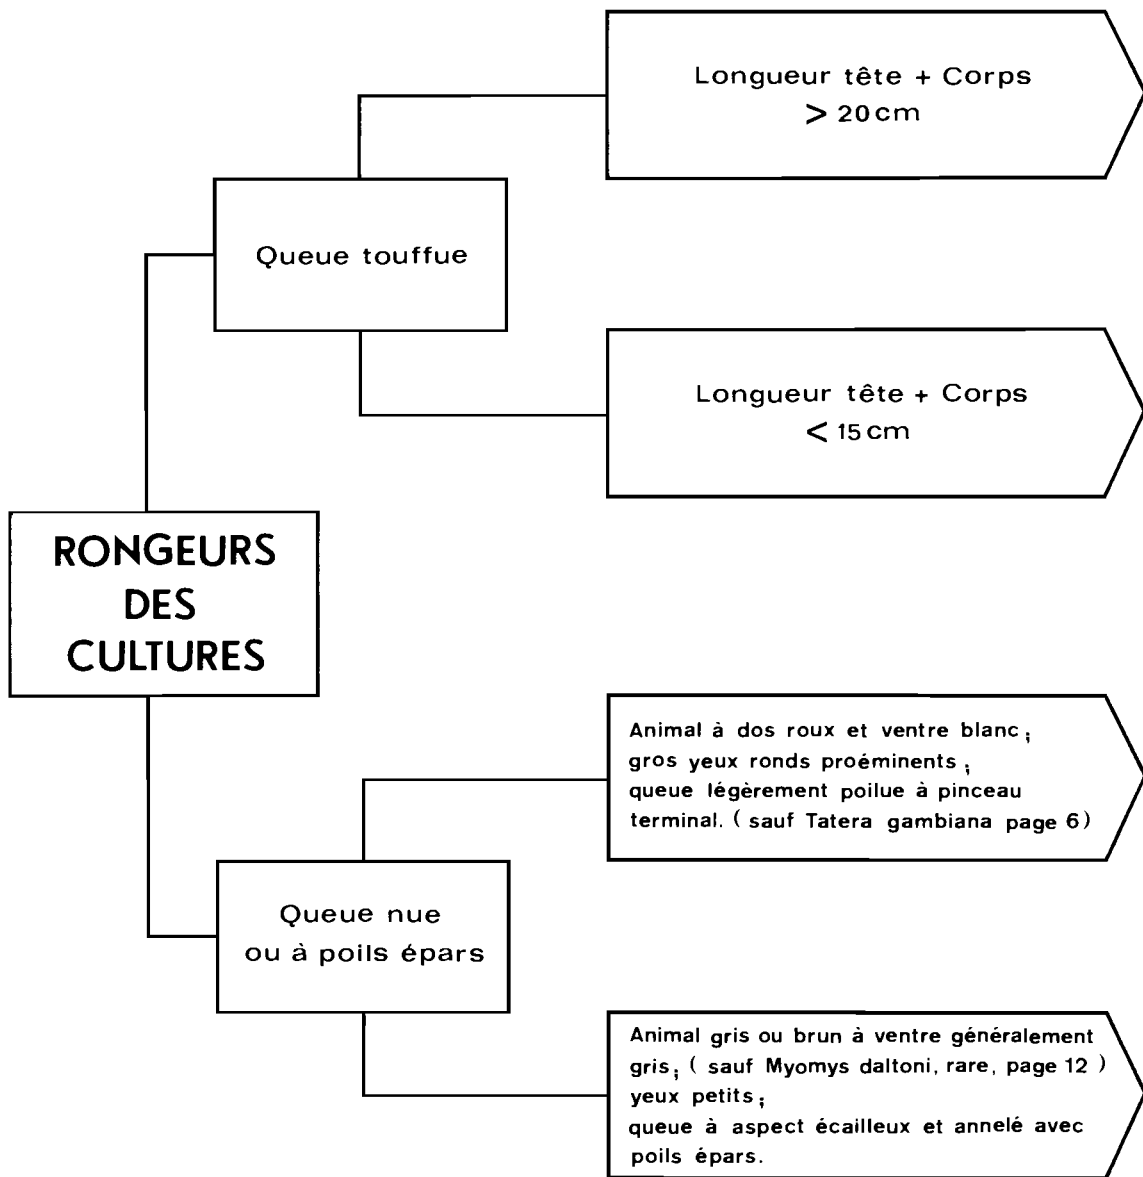 Longueur tête + Corps
> 20 cm
Queue touffue
Longueur tête + Corps
< 15 cm
RONGEURS
DES
CULTURES
Animal à dos roux et ventre blanc ;
gros yeux ronds proéminents ;
queue légèrement poilue à pinceau
terminal. ( sauf Tatera gambiana page 6)
Queue nue
ou à poils épars
Animal gris ou brun à ventre généralement
gris; ( sauf Myomys daltoni, rare, page 12 )
yeux petits ;
queue à aspect écailleux et annelé avec
poils épars.